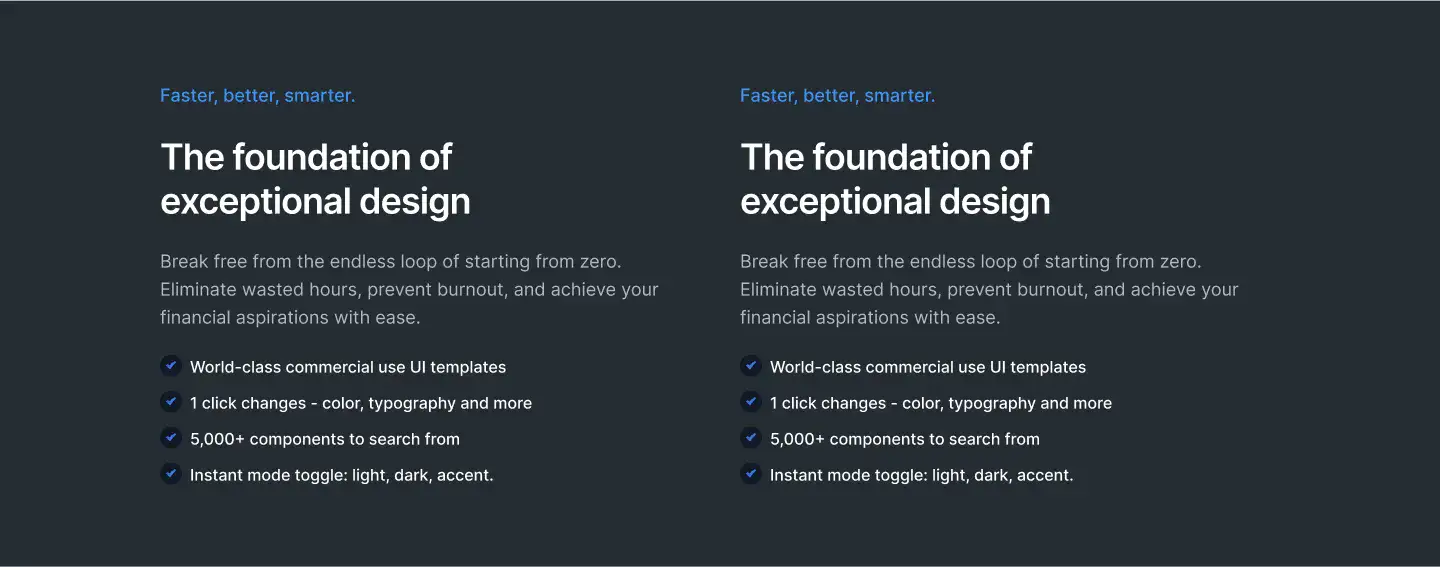 Faster, better, smarter.
The foundation of
exceptional design
Break free from the endless loop of starting from zero.
Eliminate wasted hours, prevent burnout, and achieve your
financial aspirations with ease.
World-class commercial use UI templates
1 click changes - color, typography and more
5,000+ components to search from
Instant mode toggle: light, dark, accent.
Faster, better, smarter.
The foundation of
exceptional design
Break free from the endless loop of starting from zero.
Eliminate wasted hours, prevent burnout, and achieve your
financial aspirations with ease.
World-class commercial use UI templates
1 click changes - color, typography and more
5,000+ components to search from
Instant mode toggle: light, dark, accent.